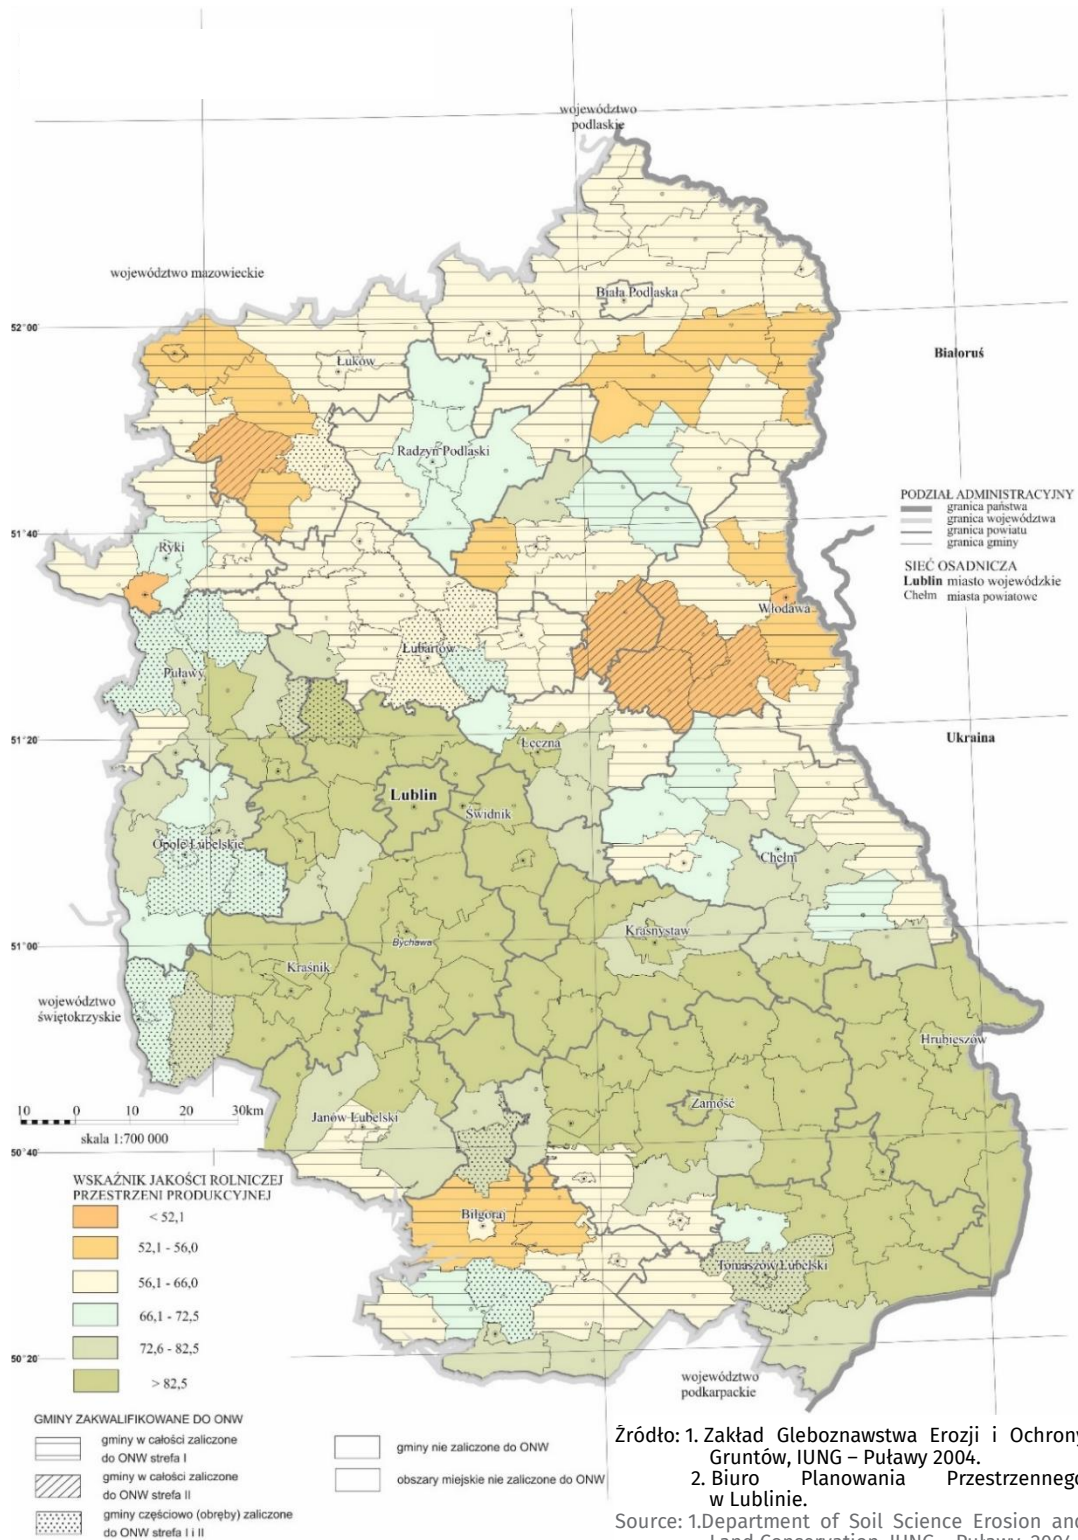 województwo
podlaskie
województwo mazowieckie
Biała Podlaska
52°00'
Białoruś
Łuków
Radzyń Podlaski
PODZIAŁ ADMINISTRACYJNY
granica państwa
granica województwa
granica powiatu
granica gminy
51°40'
Ryki
SIEĆ OSADNICZA
Lublin miasto wojewódzkie
Chełm miasta powiatowe
Włodawa
Lubartów
Puławy
51°20'
Ukraina
Łęczna
Lublin
Świdnik
Opole Lubelskie
Chełm
Krasnystaw
51°00'
Bychawa
Kraśnik
województwo
świętokrzyskie
Hrubieszów
10 0 10 20 30km
Janów Lubelski
Zamość
skala 1:700 000
50°40'
WSKAŹNIK JAKOŚCI ROLNICZEJ
PRZESTRZENI PRODUKCYJNEJ
< 52,1
Biłgoraj
52,1 - 56,0
56,1 - 66,0
Tomaszów Lubelski
66,1 - 72,5
72,6 - 82,5
50°20'
> 82,5
województwo
podkarpackie
GMINY ZAKWALIFIKOWANE DO ONW
gminy w całości zaliczone
do ONW strefa I
gminy w całości zaliczone
do ONW strefa II
gminy częściowo (obręby) zaliczone
do ONW strefa I i II
gminy nie zaliczone do ONW
obszary miejskie nie zaliczone do ONW
Źródło: 1. Zakład Gleboznawstwa Erozji i Ochrony
Gruntów, IUNG – Puławy 2004.
2. Biuro Planowania Przestrzennego
w Lublinie.
Source: 1.Department of Soil Science Erosion and
Land Conservation, IUNG - Puławy, 2004.